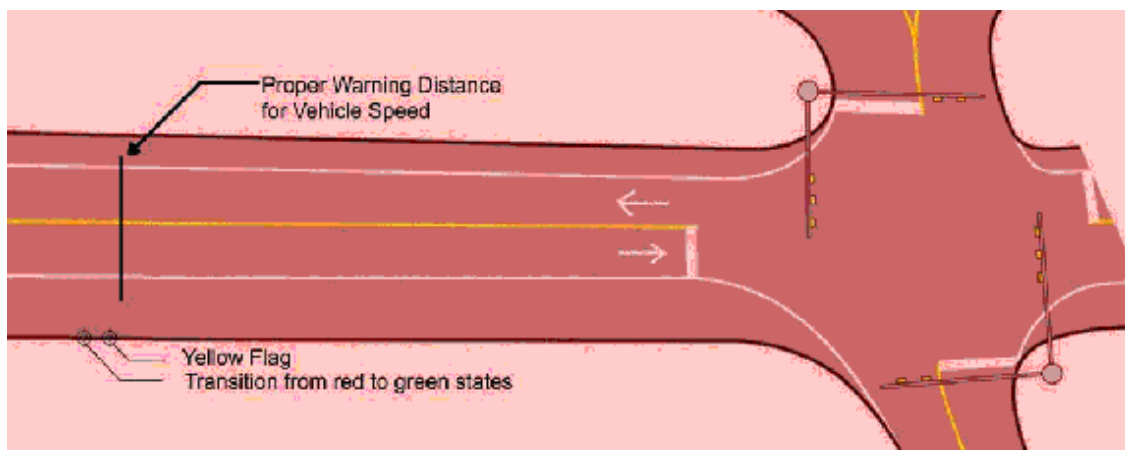 Proper Warning Distance
for Vehicle Speed
Yellow Flag
Transition from red to green states